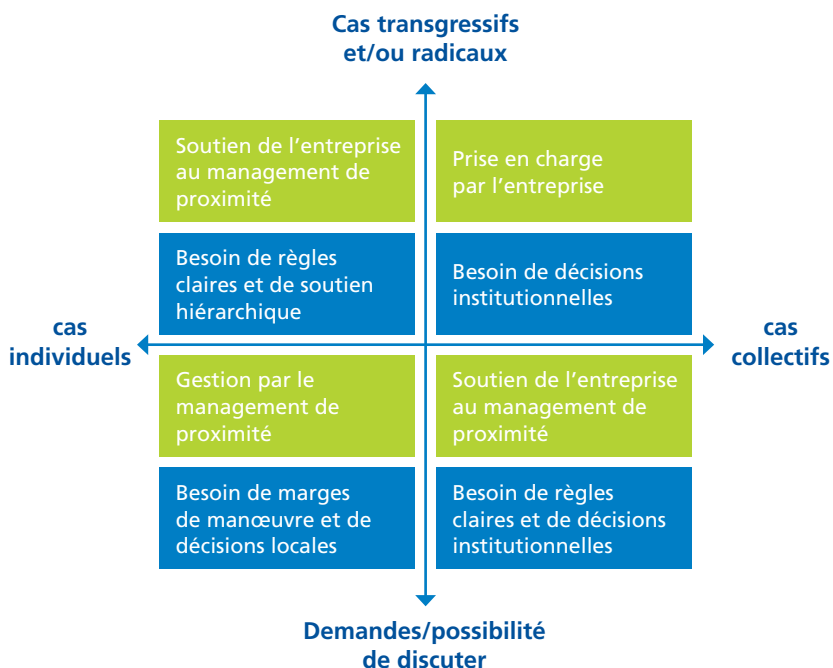 Cas transgressifs
et/ou radicaux
Soutien de l'entreprise
au management de
proximité
Prise en charge
par l'entreprise
Besoin de règles
claires et de soutien
hiérarchique
Besoin de décisions
institutionnelles
cas
individuels
cas
collectifs
Gestion par le
management de
proximité
Soutien de l'entreprise
au management de
proximité
Besoin de marges
de manœuvre et de
décisions locales
Besoin de règles
claires et de décisions
institutionnelles
Demandes/possibilité
de discuter